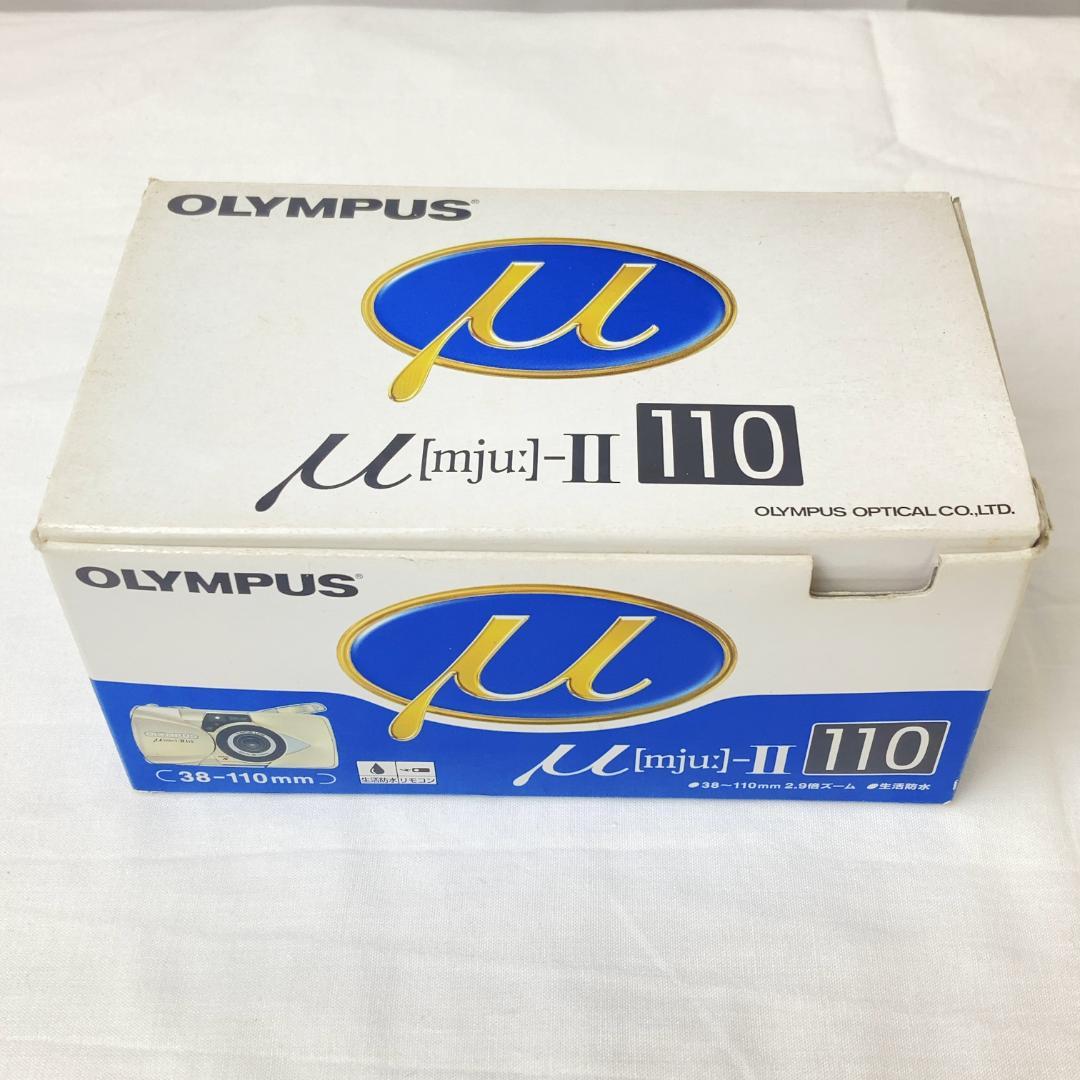 OLYMPUS®
μ
μ[mju:]-II 110
OLYMPUS OPTICAL CO.,LTD.
OLYMPUS®
μ
OLYMPUS
38-110mm
生活防水 リモコン
μ[mju:]-II 110
●38〜110mm 2.9倍ズーム ●生活防水